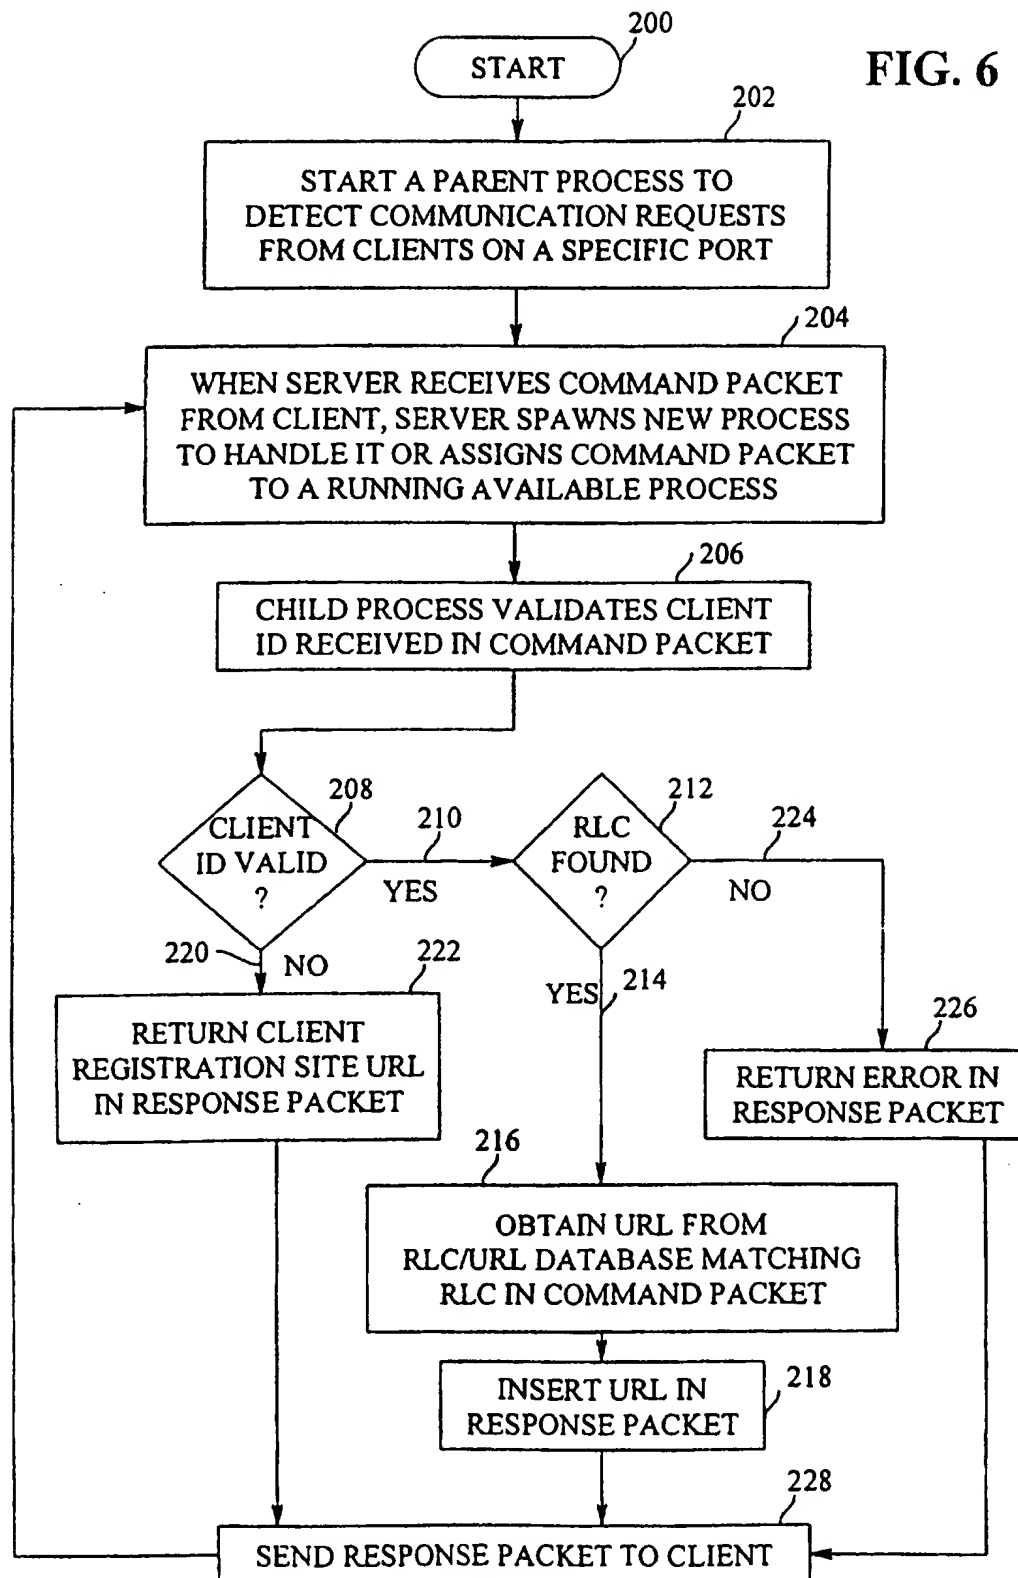 200
START
FIG. 6
202
START A PARENT PROCESS TO
DETECT COMMUNICATION REQUESTS
FROM CLIENTS ON A SPECIFIC PORT
204
WHEN SERVER RECEIVES COMMAND PACKET
FROM CLIENT, SERVER SPAWNS NEW PROCESS
TO HANDLE IT OR ASSIGNS COMMAND PACKET
TO A RUNNING AVAILABLE PROCESS
206
CHILD PROCESS VALIDATES CLIENT
ID RECEIVED IN COMMAND PACKET
208
CLIENT
ID VALID
?
210
YES
212
RLC
FOUND
?
224
NO
220
NO
222
RETURN CLIENT
REGISTRATION SITE URL
IN RESPONSE PACKET
YES
214
226
RETURN ERROR IN
RESPONSE PACKET
216
OBTAIN URL FROM
RLC/URL DATABASE MATCHING
RLC IN COMMAND PACKET
218
INSERT URL IN
RESPONSE PACKET
228
SEND RESPONSE PACKET TO CLIENT